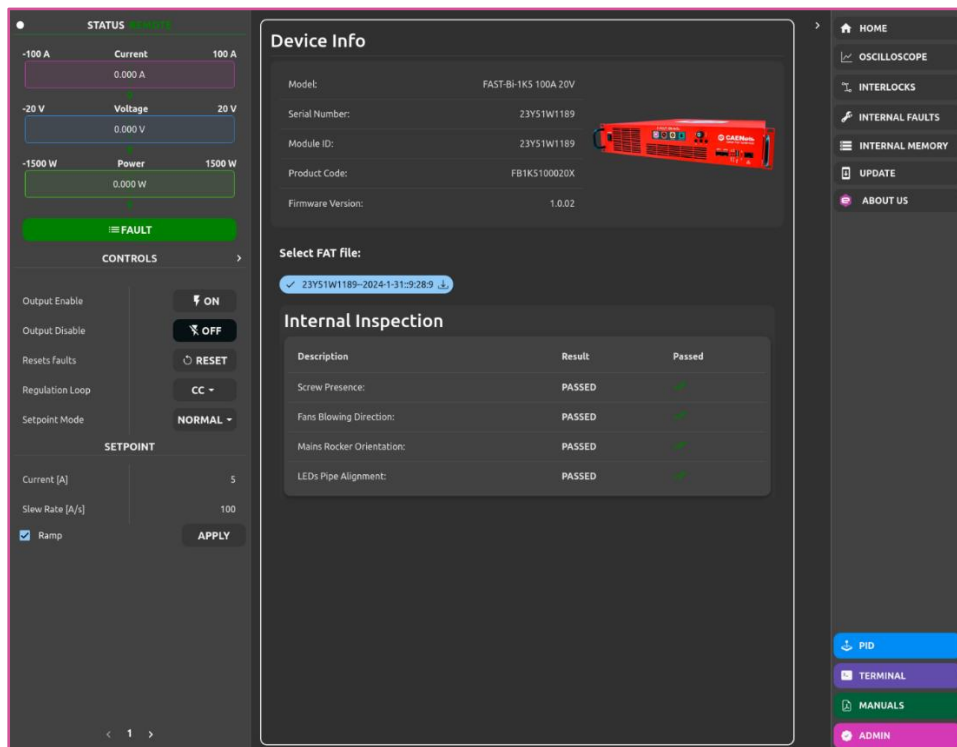 STATUS REMOTE
-100 A Current 100 A
0.000 A
-20 V Voltage 20 V
0.000 V
-1500 W Power 1500 W
0.000 W
FAULT
CONTROLS
Output Enable ON
Output Disable OFF
Resets faults RESET
Regulation Loop CC
Setpoint Mode NORMAL
SETPOINT
Current [A] 5
Slew Rate [A/s] 100
Ramp APPLY
< 1 >
Device Info
Model: FAST-Bi-1K5 100A 20V
Serial Number: 23Y51W1189
Module ID: 23Y51W1189
Product Code: FB1K5100020X
Firmware Version: 1.0.02
CAENels
Select FAT file:
23Y51W1189--2024-1-31::9:28:9
Internal Inspection
Description Result Passed
Screw Presence: PASSED
Fans Blowing Direction: PASSED
Mains Rocker Orientation: PASSED
LEDs Pipe Alignment: PASSED
HOME
OSCILLOSCOPE
INTERLOCKS
INTERNAL FAULTS
INTERNAL MEMORY
UPDATE
ABOUT US
PID
TERMINAL
MANUALS
ADMIN